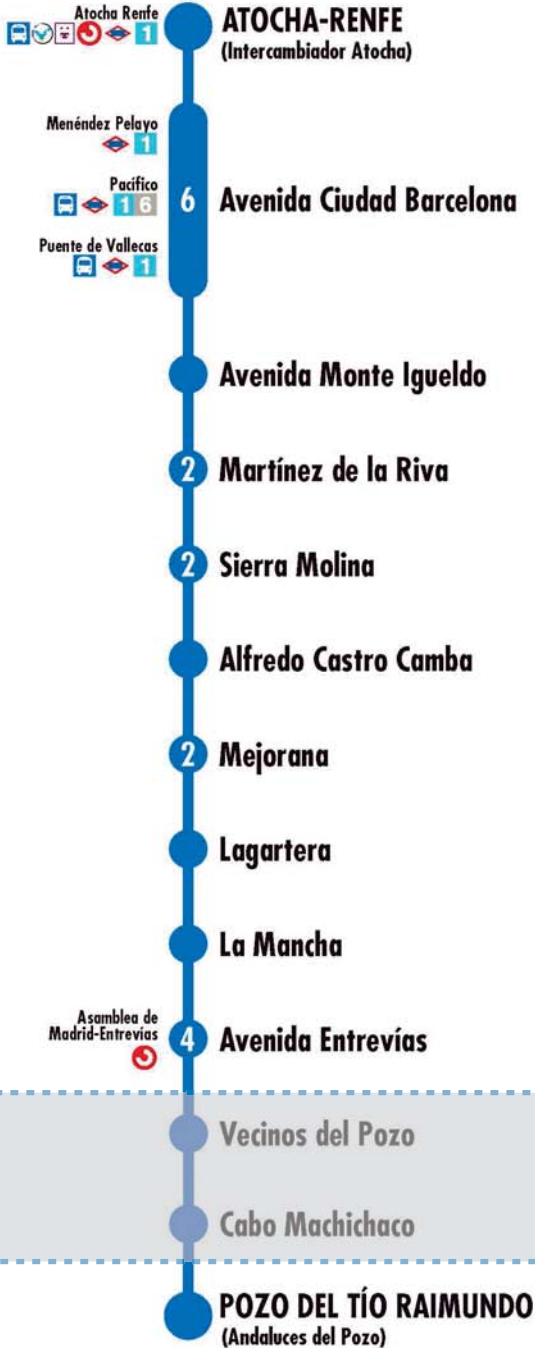 Atocha Renfe
1
ATOCHA-RENFE
(Intercambiador Atocha)
Menéndez Pelayo
1
Pacífico
1 6
Puente de Vallecas
1
6 Avenida Ciudad Barcelona
Avenida Monte Igueldo
2 Martínez de la Riva
2 Sierra Molina
Alfredo Castro Camba
2 Mejorana
Lagartera
La Mancha
Asamblea de
Madrid-Entrevías
4 Avenida Entrevías
Vecinos del Pozo
Cabo Machichaco
POZO DEL TÍO RAIMUNDO
(Andaluces del Pozo)